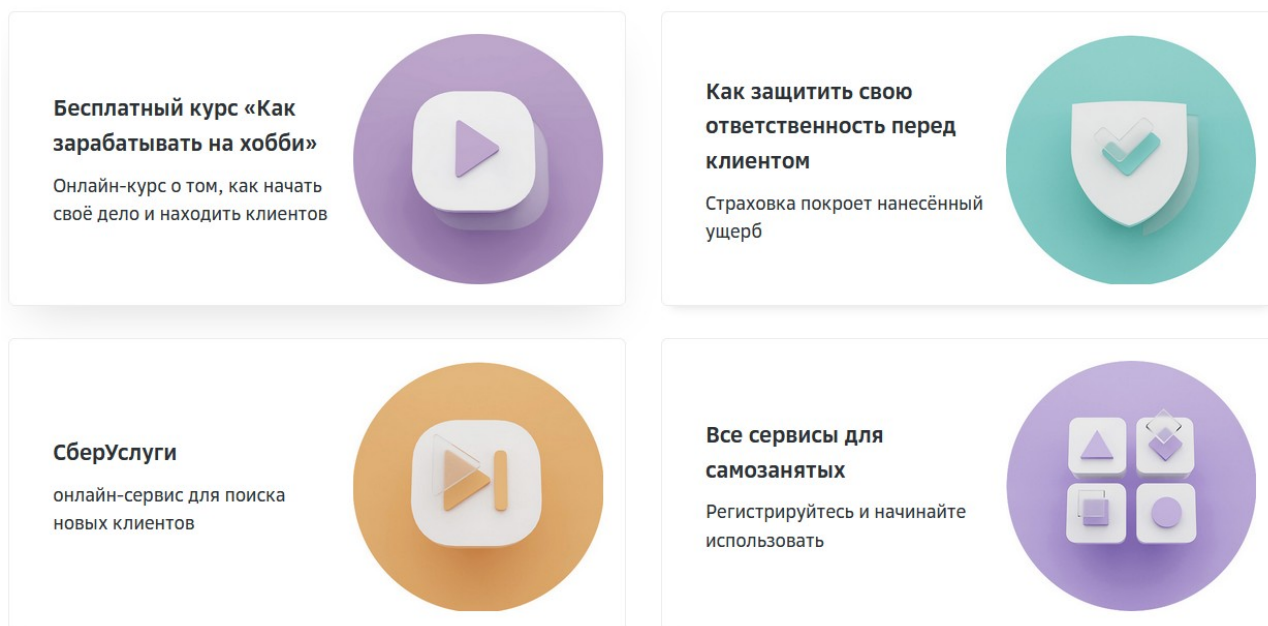 Бесплатный курс «Как
зарабатывать на хобби»
Онлайн-курс о том, как начать
своё дело и находить клиентов
Как защитить свою
ответственность перед
клиентом
Страховка покроет нанесённый
ущерб
СберУслуги
онлайн-сервис для поиска
новых клиентов
Все сервисы для
самозанятых
Регистрируйтесь и начинайте
использовать